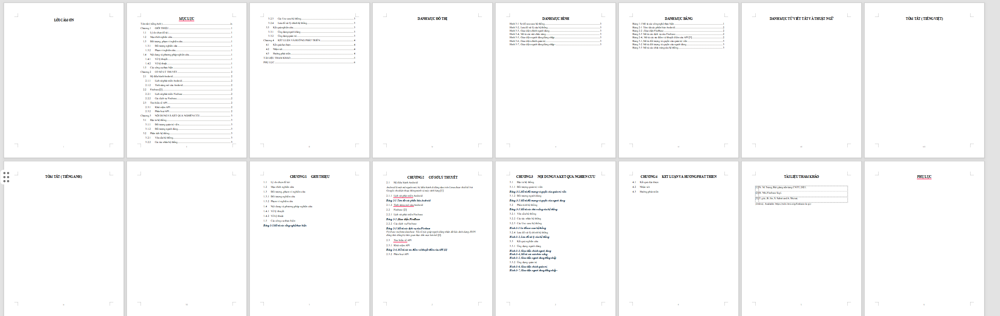 LỜI CẢM ƠN
i
MỤC LỤC
Tóm tắt ( tiếng Anh ) ix
Chương 1 GIỚI THIỆU 1
1.1 Lý do chọn đề tài 1
1.2 Mục đích nghiên cứu 1
1.3 Đối tượng, phạm vi nghiên cứu 1
1.3.1 Đối tượng nghiên cứu 1
1.3.2 Phạm vi nghiên cứu 1
1.4 Nội dung và phương pháp nghiên cứu 1
1.4.1 Về lý thuyết 1
1.4.2 Về kỹ thuật 1
1.5 Các công cụ thực hiện 1
Chương 2 CƠ SỞ LÝ THUYẾT 2
2.1 Hệ điều hành Android 2
2.1.1 Lịch sử phát triển Android 2
2.1.2 Tính năng mở của Android 2
2.2 Firebase[2] 2
2.2.1 Lịch sử phát triển Firebase 2
2.2.2 Các dịch vụ Firebase 2
2.3 Tìm hiểu về API 2
2.3.1 Khái niệm API 2
2.3.2 Phân loại API 2
Chương 3 NỘI DUNG VÀ KẾT QUẢ NGHIÊN CỨU 3
3.1 Đặc tả hệ thống 3
3.1.1 Đối tượng quản trị viên 3
3.1.2 Đối tượng người dùng 3
3.2 Phân tích hệ thống 3
3.2.1 Yêu cầu hệ thống 3
3.2.2 Các tác nhân hệ thống 3
ii
3.2.3 Các Use case hệ thống 3
3.2.4 Lưu đồ xử lý chính hệ thống 3
3.3 Kết quả nghiên cứu 3
3.3.1 Ứng dụng người dùng 3
3.3.2 Ứng dụng quản trị 3
Chương 4 KẾT LUẬN VÀ HƯỚNG PHÁT TRIỂN 4
4.1 Kết quả đạt được 4
4.2 Nhận xét 4
4.3 Hướng phát triển 4
TÀI LIỆU THAM KHẢO 5
PHỤ LỤC 6
iii
DANH MỤC ĐỒ THỊ
iv
DANH MỤC HÌNH
Hình 3-1 Sơ đồ use case hệ thống 3
Hình 3-2, Lưu đồ xử lý của hệ thống 3
Hình 3-3, Giao diện chính người dùng 3
Hình 3-4, Mô tả các nút chức năng 3
Hình 3-5, Giao diện người dùng đăng nhập 3
Hình 3-6, Giao diện chính quản trị 3
Hình 3-7, Giao diện người dùng đăng nhập - 3
v
DANH MỤC BẢNG
Bảng 1-1 Mô tả các công nghệ thực hiện 1
Bảng 2-1 Tóm tắt các phiên bản Android 2
Bảng 2-2 ,Giao diện FireBase 2
Bảng 2-3 Mô tả các dịch vụ của Firebase 2
Bảng 2-4, Mô tả các ưu điểm và khuyết điểm của API [3] 2
Bảng 3-1,Mô tả đối tượng và quyền của quản trị viên 3
Bảng 3-2 Mô tả đối tượng và quyền của người dùng 3
Bảng 3-3 Mô tả các chức năng của hệ thống 3
vi
DANH MỤC TỪ VIẾT TẮT VÀ THUẬT NGỮ
vii
TÓM TẮT ( TIẾNG VIỆT)
viii
TÓM TẮT ( TIẾNG ANH)
ix
10
CHƯƠNG 1 GIỚI THIỆU
1.1 Lý do chọn đề tài
1.2 Mục đích nghiên cứu
1.3 Đối tượng, phạm vi nghiên cứu
1.3.1 Đối tượng nghiên cứu
1.3.2 Phạm vi nghiên cứu
1.4 Nội dung và phương pháp nghiên cứu
1.4.1 Về lý thuyết
1.4.2 Về kỹ thuật
1.5 Các công cụ thực hiện
Bảng 1-1 Mô tả các công nghệ thực hiện
1
CHƯƠNG 2 CƠ SỞ LÝ THUYẾT
2.1 Hệ điều hành Android
Android là một mã nguồn mở, hệ điều hành di động dựa trên Linux được thiết kế bởi
Google cho điện thoại thông minh và máy tính bảng [1]
2.1.1 Lịch sử phát triển Android
Bảng 2-1 Tóm tắt các phiên bản Android
2.1.2 Tính năng mở của Android
2.2 Firebase [2]
2.2.1 Lịch sử phát triển Firebase
Bảng 2-2 ,Giao diện FireBase
2.2.2 Các dịch vụ Firebase
Bảng 2-3 Mô tả các dịch vụ của Firebase
Firebase realtime database: Yếu tố này giúp người dùng nhận dữ liệu dưới dạng JSON
đồng thời đồng bộ thời gian thực đến mọi liên kết [2].
2.3 Tìm hiểu về API
2.3.1 Khái niệm API
Bảng 2-4, Mô tả các ưu điểm và khuyết điểm của API [3]
2.3.2 Phân loại API
2
CHƯƠNG 3 NỘI DUNG VÀ KẾT QUẢ NGHIÊN CỨU
3.1 Đặc tả hệ thống
3.1.1 Đối tượng quản trị viên
Bảng 3-1,Mô tả đối tượng và quyền của quản trị viên
3.1.2 Đối tượng người dùng
Bảng 3-2 Mô tả đối tượng và quyền của người dùng
3.2 Phân tích hệ thống
Bảng 3-3 Mô tả các chức năng của hệ thống
3.2.1 Yêu cầu hệ thống
3.2.2 Các tác nhân hệ thống
3.2.3 Các Use case hệ thống
Hình 3-1 Sơ đồ use case hệ thống
3.2.4 Lưu đồ xử lý chính hệ thống
Hình 3-2, Lưu đồ xử lý của hệ thống
3.3 Kết quả nghiên cứu
3.3.1 Ứng dụng người dùng
Hình 3-3, Giao diện chính người dùng
Hình 3-4, Mô tả các nút chức năng
Hình 3-5, Giao diện người dùng đăng nhập
3.3.2 Ứng dụng quản trị
Hình 3-6, Giao diện chính quản trị
Hình 3-7, Giao diện người dùng đăng nhập -
3
CHƯƠNG 4 KẾT LUẬN VÀ HƯỚNG PHÁT TRIỂN
4.1 Kết quả đạt được
4.2 Nhận xét
4.3 Hướng phát triển
4
TÀI LIỆU THAM KHẢO
[1] N. M. Trung, Bài giảng nền tảng CNTT, 2021.
[2] H. Nhi, Firebase là gì.
[3] B. Jin, S. Sahni and A. Shevat.
[Online]. Available: https://wiki.tino.org/firebase-la-gi/.
5
PHỤ LỤC
6